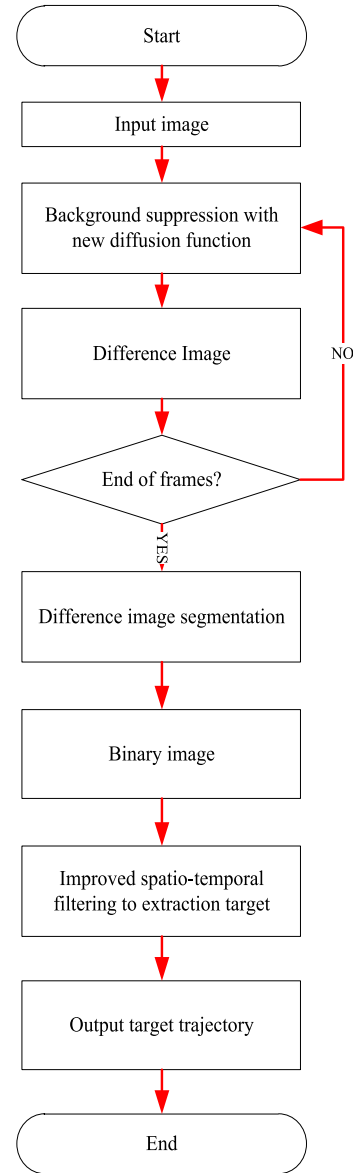 Start
Input image
Background suppression with
new diffusion function
Difference Image
NO
End of frames?
YES
Difference image segmentation
Binary image
Improved spatio-temporal
filtering to extraction target
Output target trajectory
End